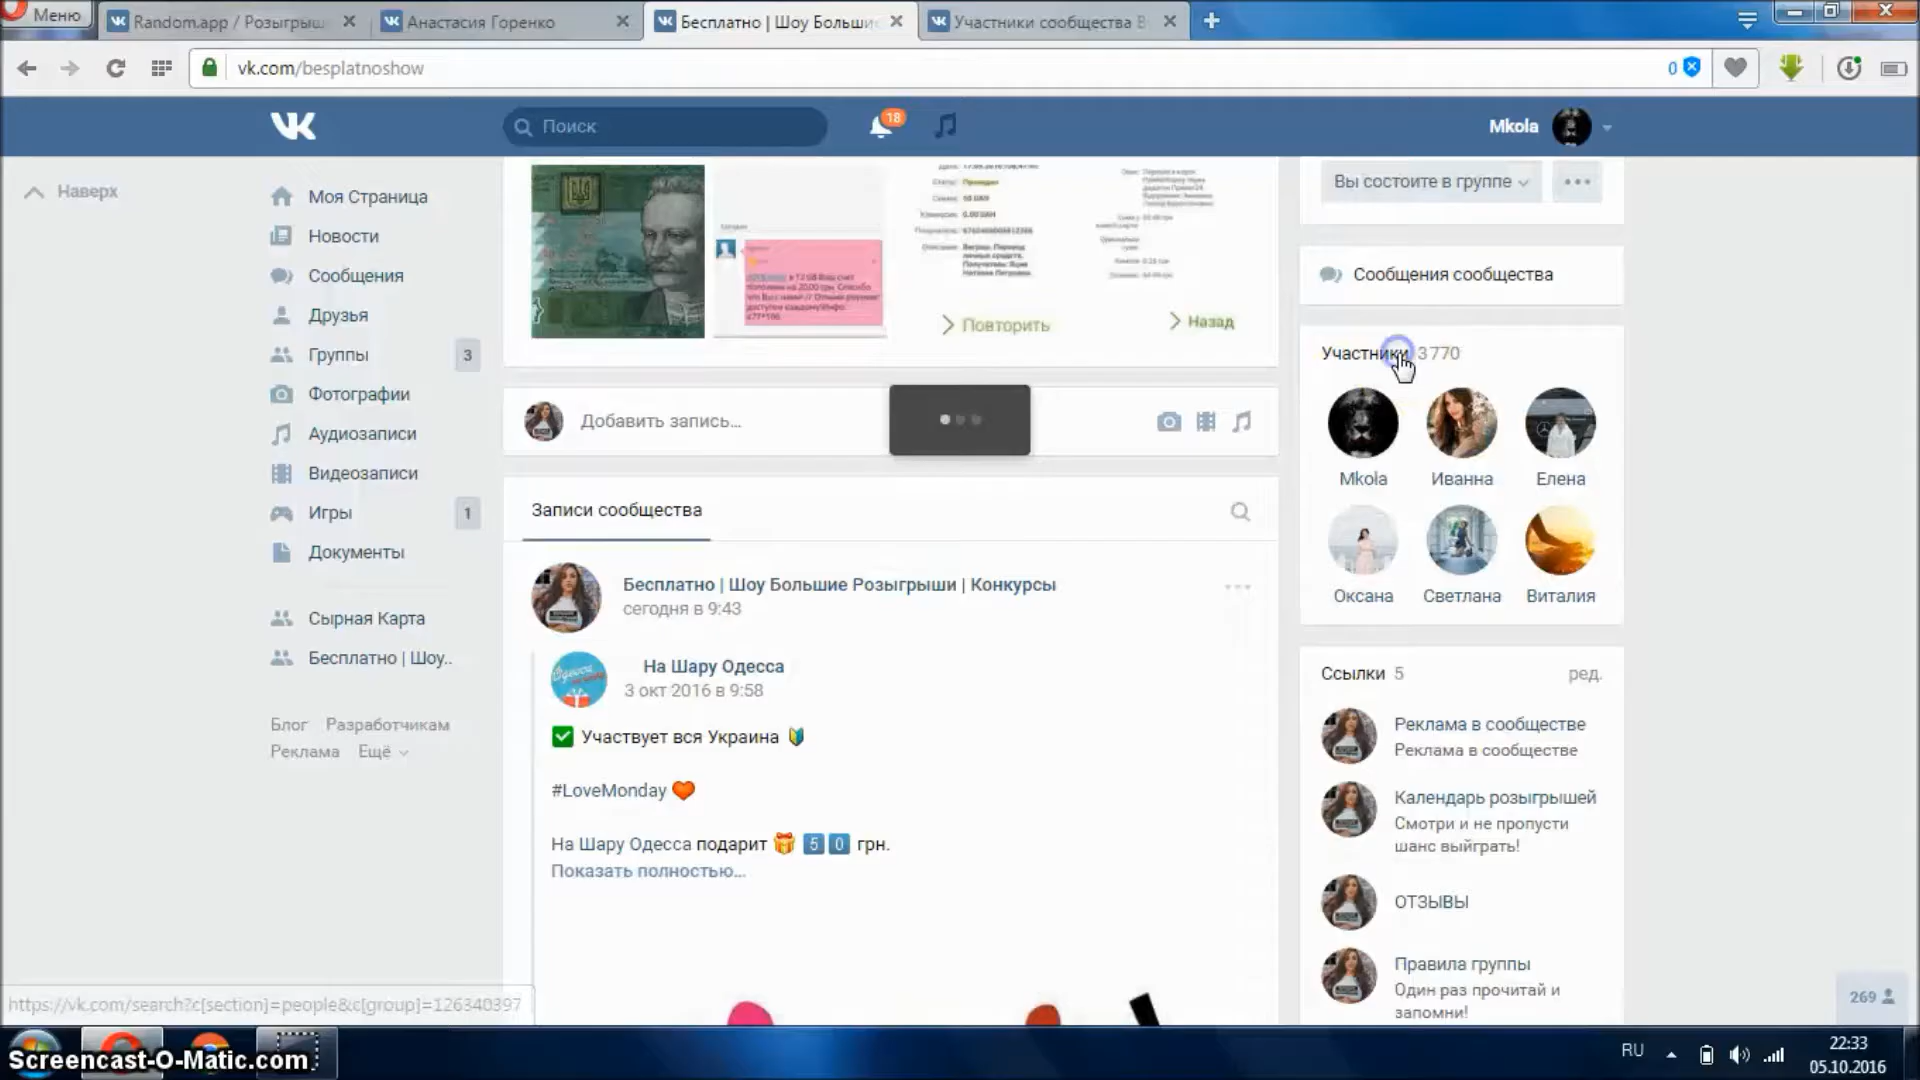 Меню
Random.app / Розыгрыш
Анастасия Горенко
Бесплатно | Шоу Больши
Участники сообщества В
vk.com/besplatnoshow
0
Поиск
18
Mkola
Наверх
Моя Страница
Новости
Сообщения
Друзья
Группы 3
Фотографии
Аудиозаписи
Видеозаписи
Игры 1
Документы
Сырная Карта
Бесплатно | Шоу..
Блог Разработчикам
Реклама Ещё
Повторить
Назад
Добавить запись...
Записи сообщества
Бесплатно | Шоу Большие Розыгрыши | Конкурсы
сегодня в 9:43
На Шару Одесса
3 окт 2016 в 9:58
✅ Участвует вся Украина 🔰
#LoveMonday
На Шару Одесса подарит 🎁 5 0 грн.
Показать полностью...
Вы состоите в группе
Сообщения сообщества
Участники 3 770
Mkola Иванна Елена
Оксана Светлана Виталия
Ссылки 5 ред.
Реклама в сообществе
Реклама в сообществе
Календарь розыгрышей
Смотри и не пропусти
шанс выйграть!
ОТЗЫВЫ
Правила группы
Один раз прочитай и
запомни!
269
https://vk.com/search?c[section]=people&c[group]=126340397
Screencast-O-Matic.com
RU
22:33
05.10.2016